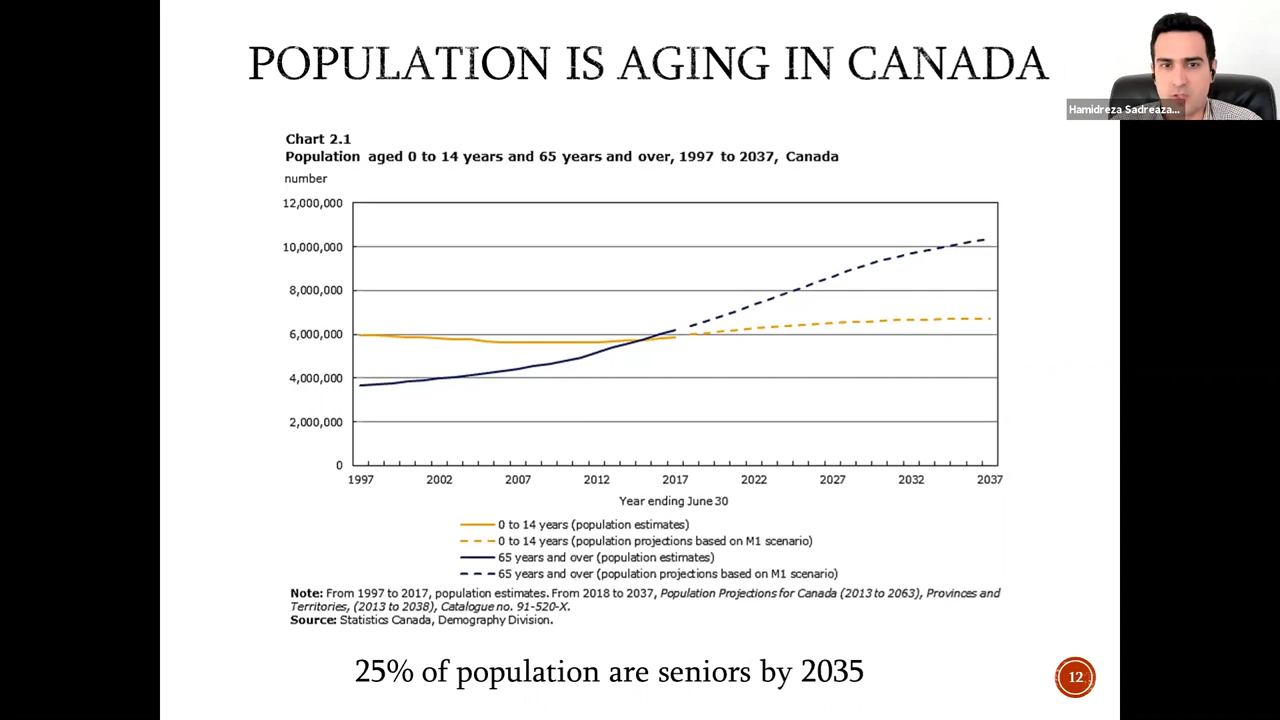 POPULATION IS AGING IN CANADA
Hamidreza Sadreaza...
Chart 2.1
Population aged 0 to 14 years and 65 years and over, 1997 to 2037, Canada
number
12,000,000
10,000,000
8,000,000
6,000,000
4,000,000
2,000,000
0
1997 2002 2007 2012 2017 2022 2027 2032 2037
Year ending June 30
0 to 14 years (population estimates)
0 to 14 years (population projections based on M1 scenario)
65 years and over (population estimates)
65 years and over (population projections based on M1 scenario)
Note: From 1997 to 2017, population estimates. From 2018 to 2037, Population Projections for Canada (2013 to 2063), Provinces and
Territories, (2013 to 2038), Catalogue no. 91-520-X.
Source: Statistics Canada, Demography Division.
25% of population are seniors by 2035
12